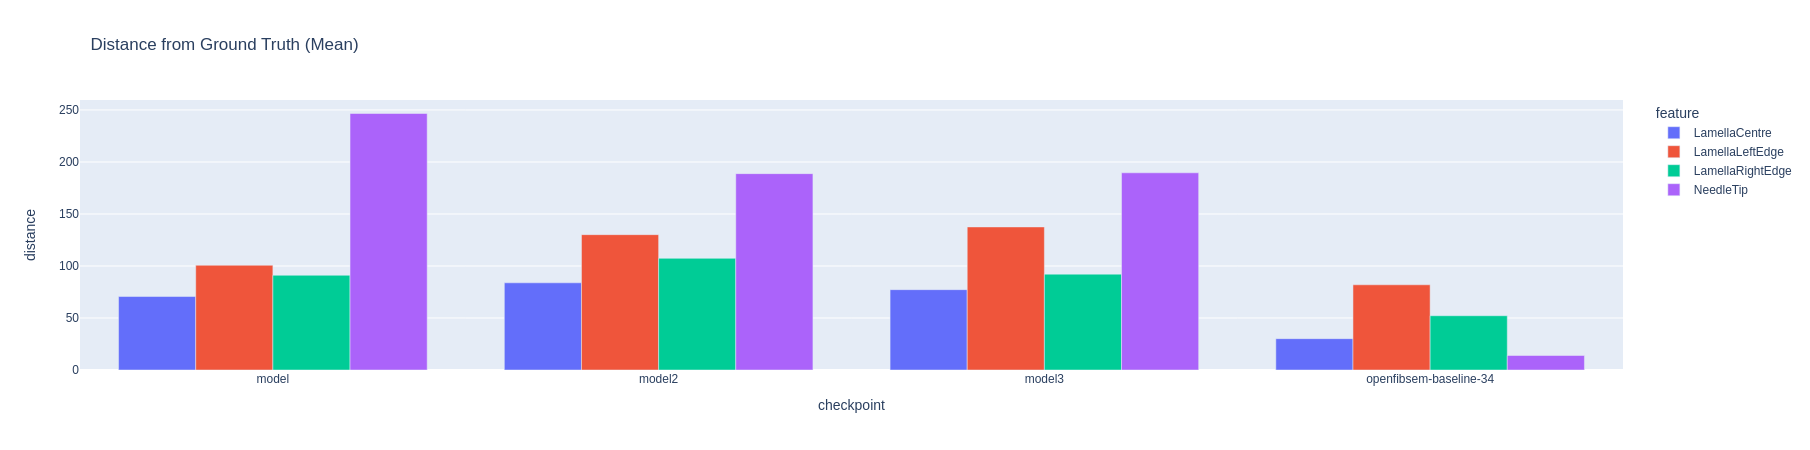 Distance from Ground Truth (Mean)
250
200
150
100
50
0
distance
model
model2
model3
openfibsem-baseline-34
checkpoint
feature
LamellaCentre
LamellaLeftEdge
LamellaRightEdge
NeedleTip